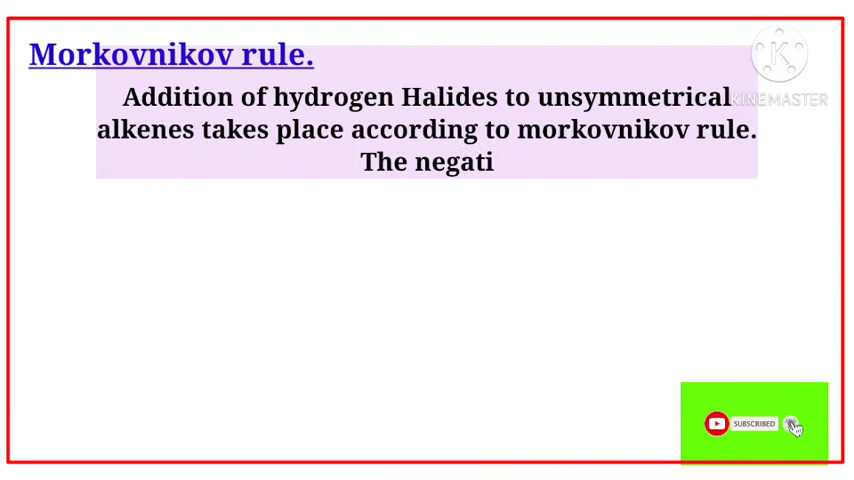 Morkovnikov rule.
KINEMASTER
Addition of hydrogen Halides to unsymmetrical
alkenes takes place according to morkovnikov rule.
The negati
SUBSCRIBED